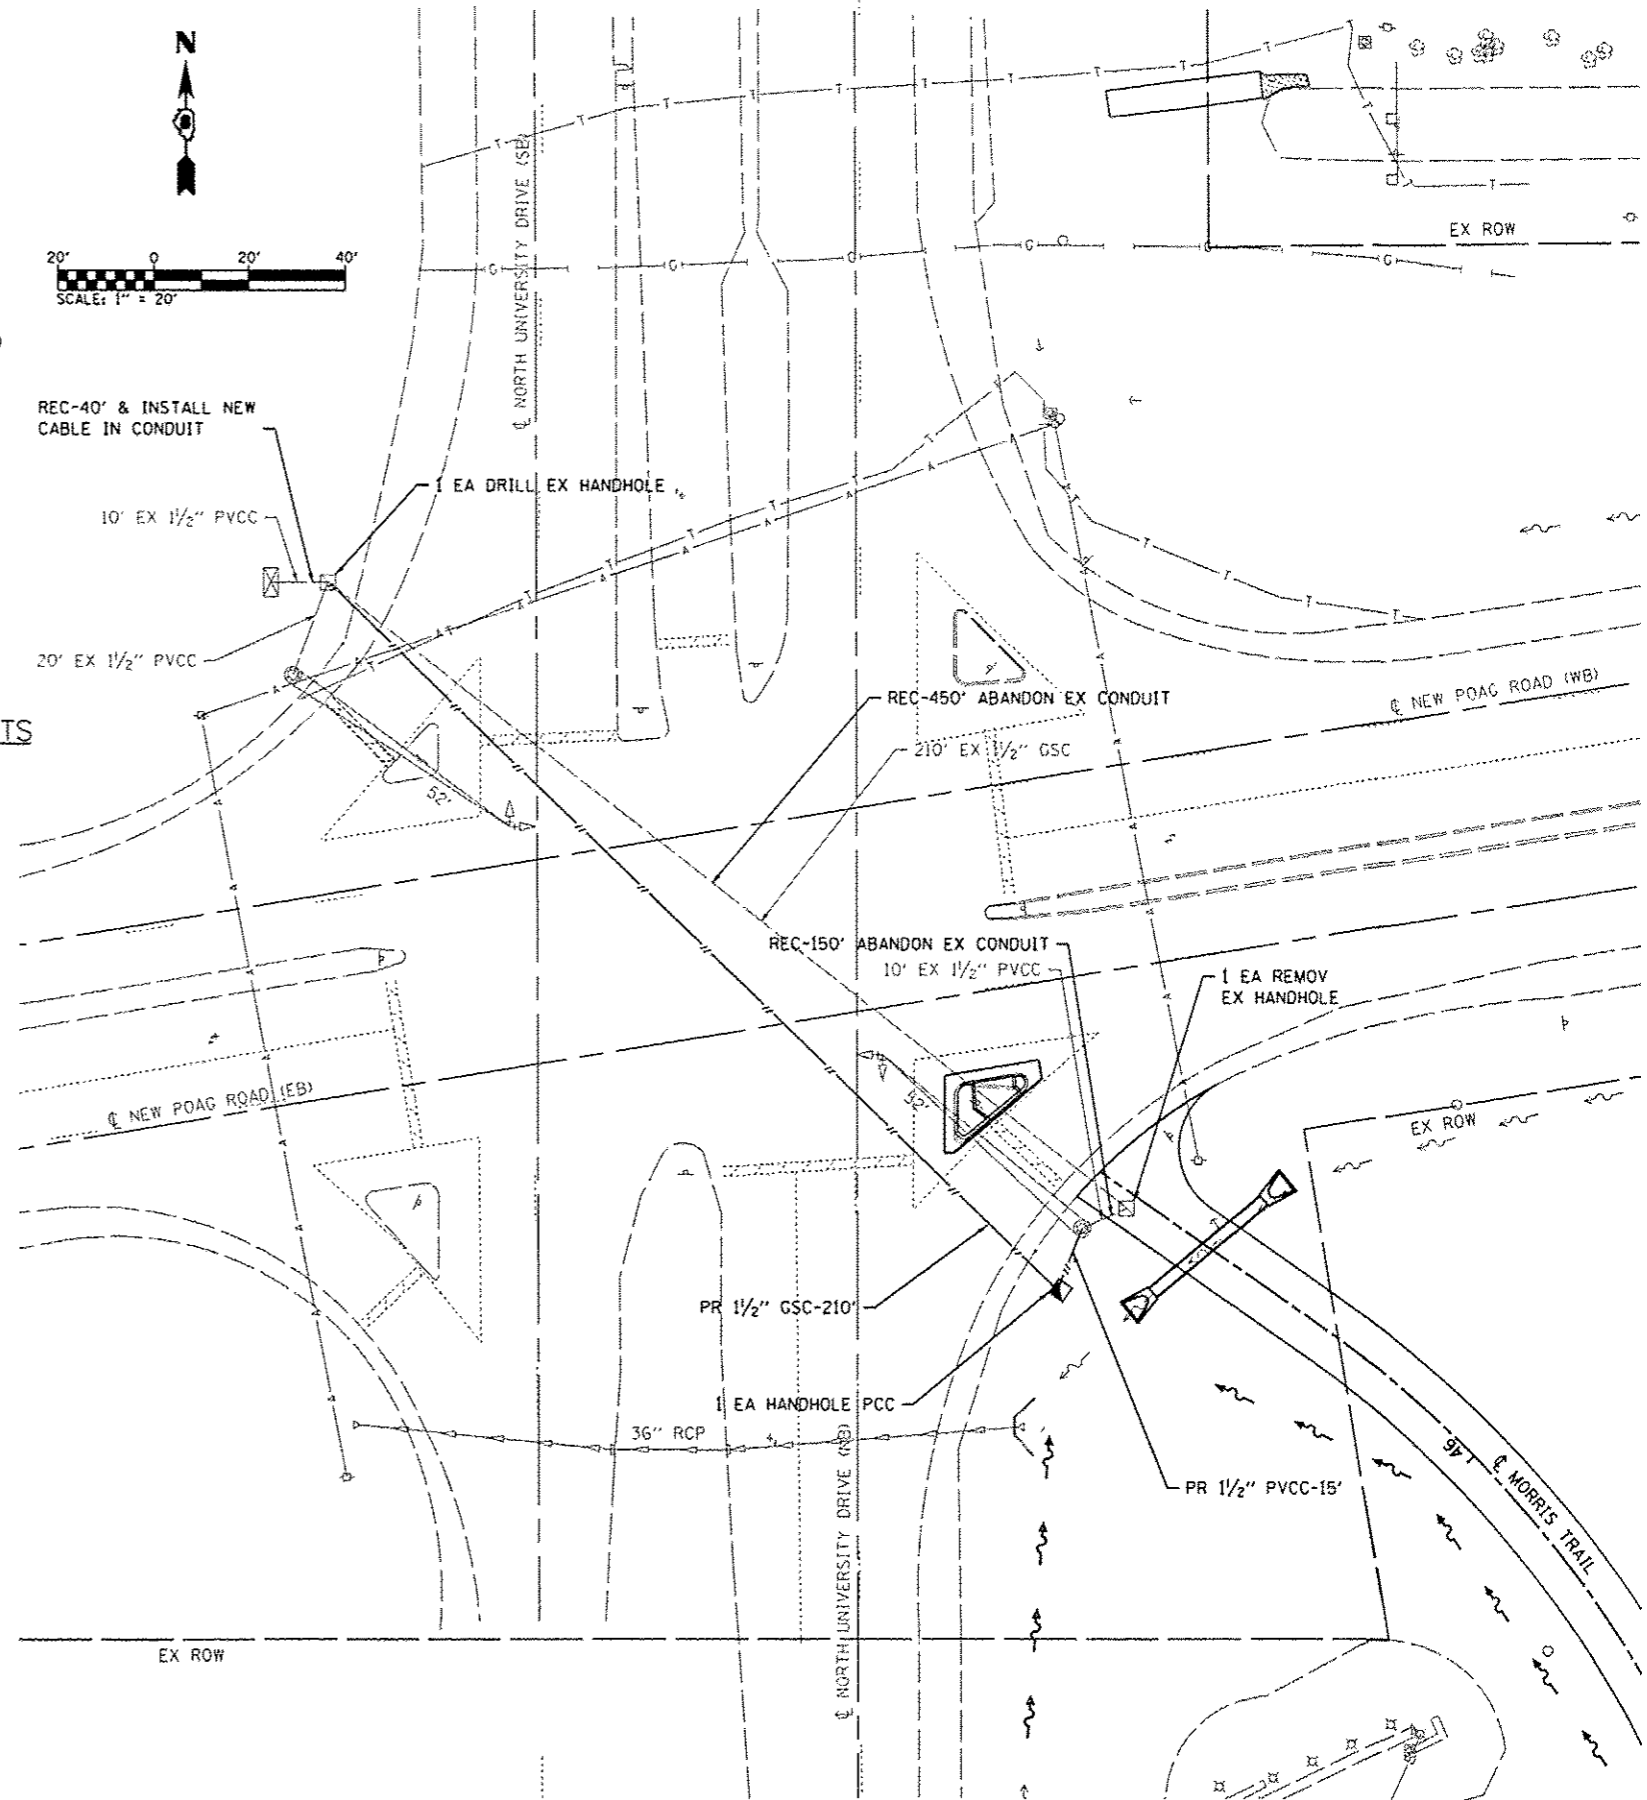 N
20' 0 20' 40'
SCALE: 1" = 20'
℄ NORTH UNIVERSITY DRIVE (SB)
EX ROW
REC-40' & INSTALL NEW
CABLE IN CONDUIT
1 EA DRILL EX HANDHOLE
10' EX 1½" PVCC
20' EX 1½" PVCC
TS
REC-450' ABANDON EX CONDUIT
℄ NEW POAG ROAD (WB)
210' EX 1½" GSC
52'
REC-150' ABANDON EX CONDUIT
10' EX 1½" PVCC
1 EA REMOV
EX HANDHOLE
℄ NEW POAG ROAD (EB)
52'
EX ROW
PR 1½" GSC-210'
1 EA HANDHOLE PCC
36" RCP
PR 1½" PVCC-15'
146
℄ MORRIS TRAIL
℄ NORTH UNIVERSITY DRIVE (NB)
EX ROW